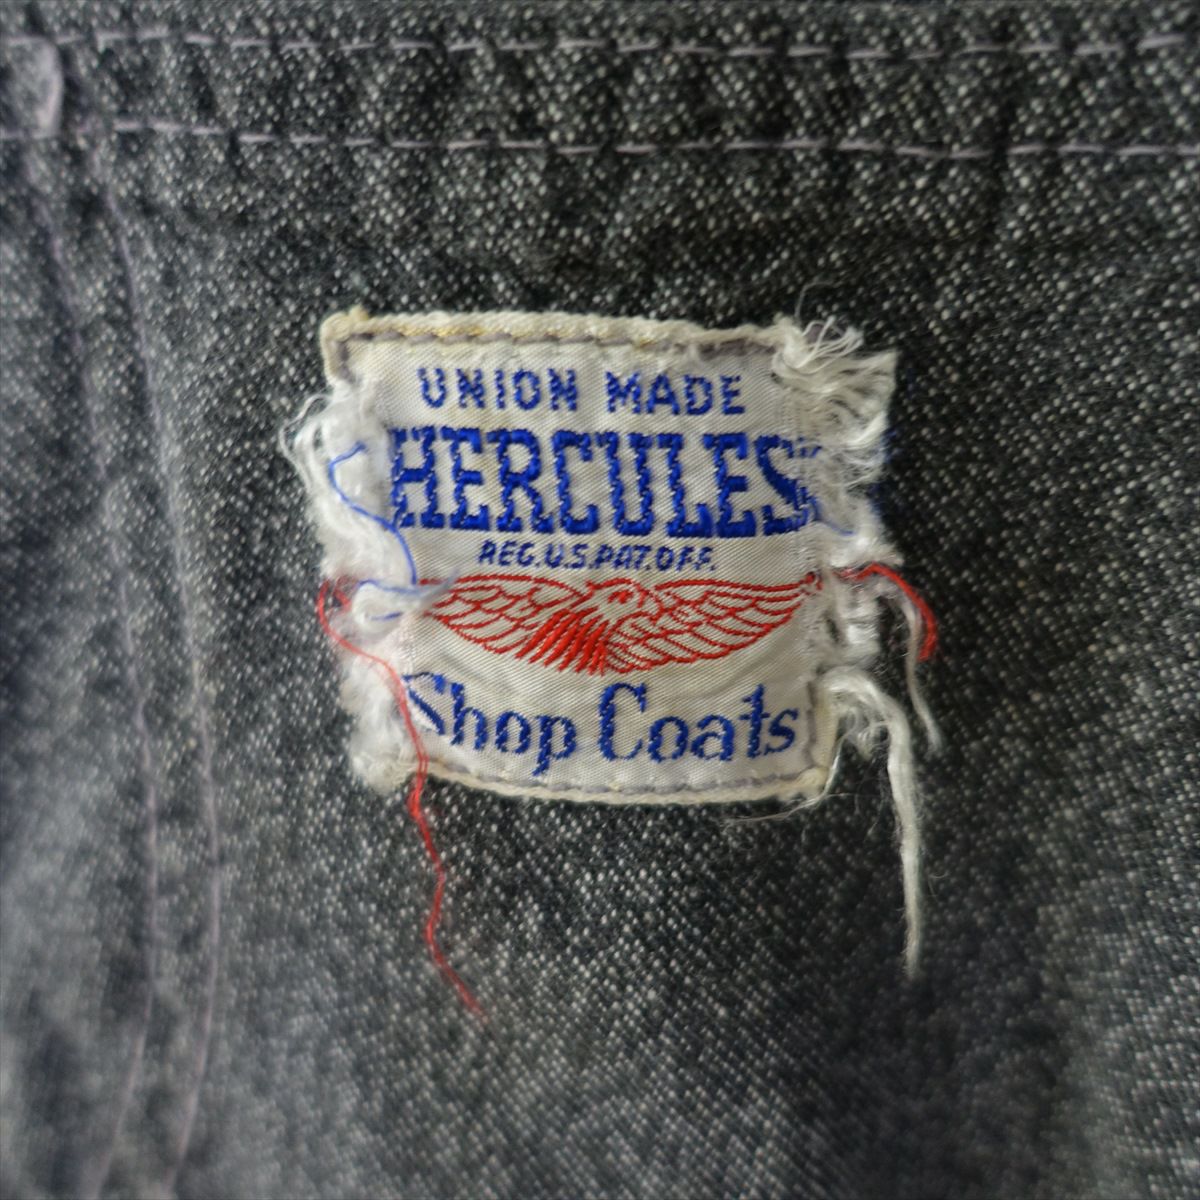 UNION MADE
HERCULES
REG.U.S.PAT.OFF.
Shop Coats